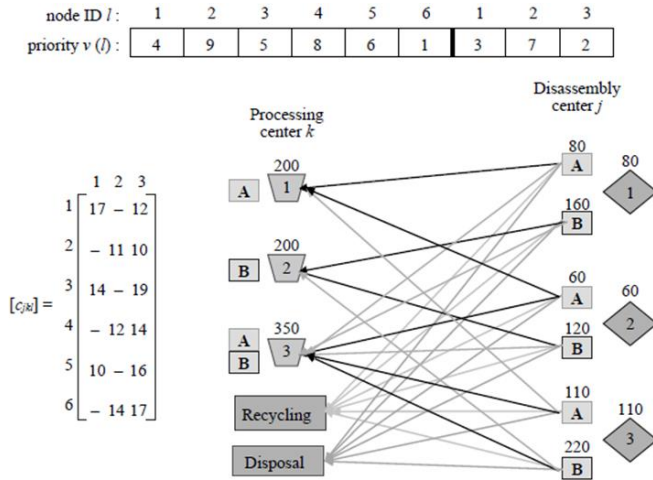 node ID l : 1 2 3 4 5 6 1 2 3
priority v (l) : 4 9 5 8 6 1 3 7 2
Processing
center k
Disassembly
center j
200
A 1
200
B 2
350
A
B 3
Recycling
Disposal
80
A
80
1
160
B
60
A
60
2
120
B
110
A
110
3
220
B
[cjkl] =
1 2 3
1 17 – 12
2 – 11 10
3 14 – 19
4 – 12 14
5 10 – 16
6 – 14 17